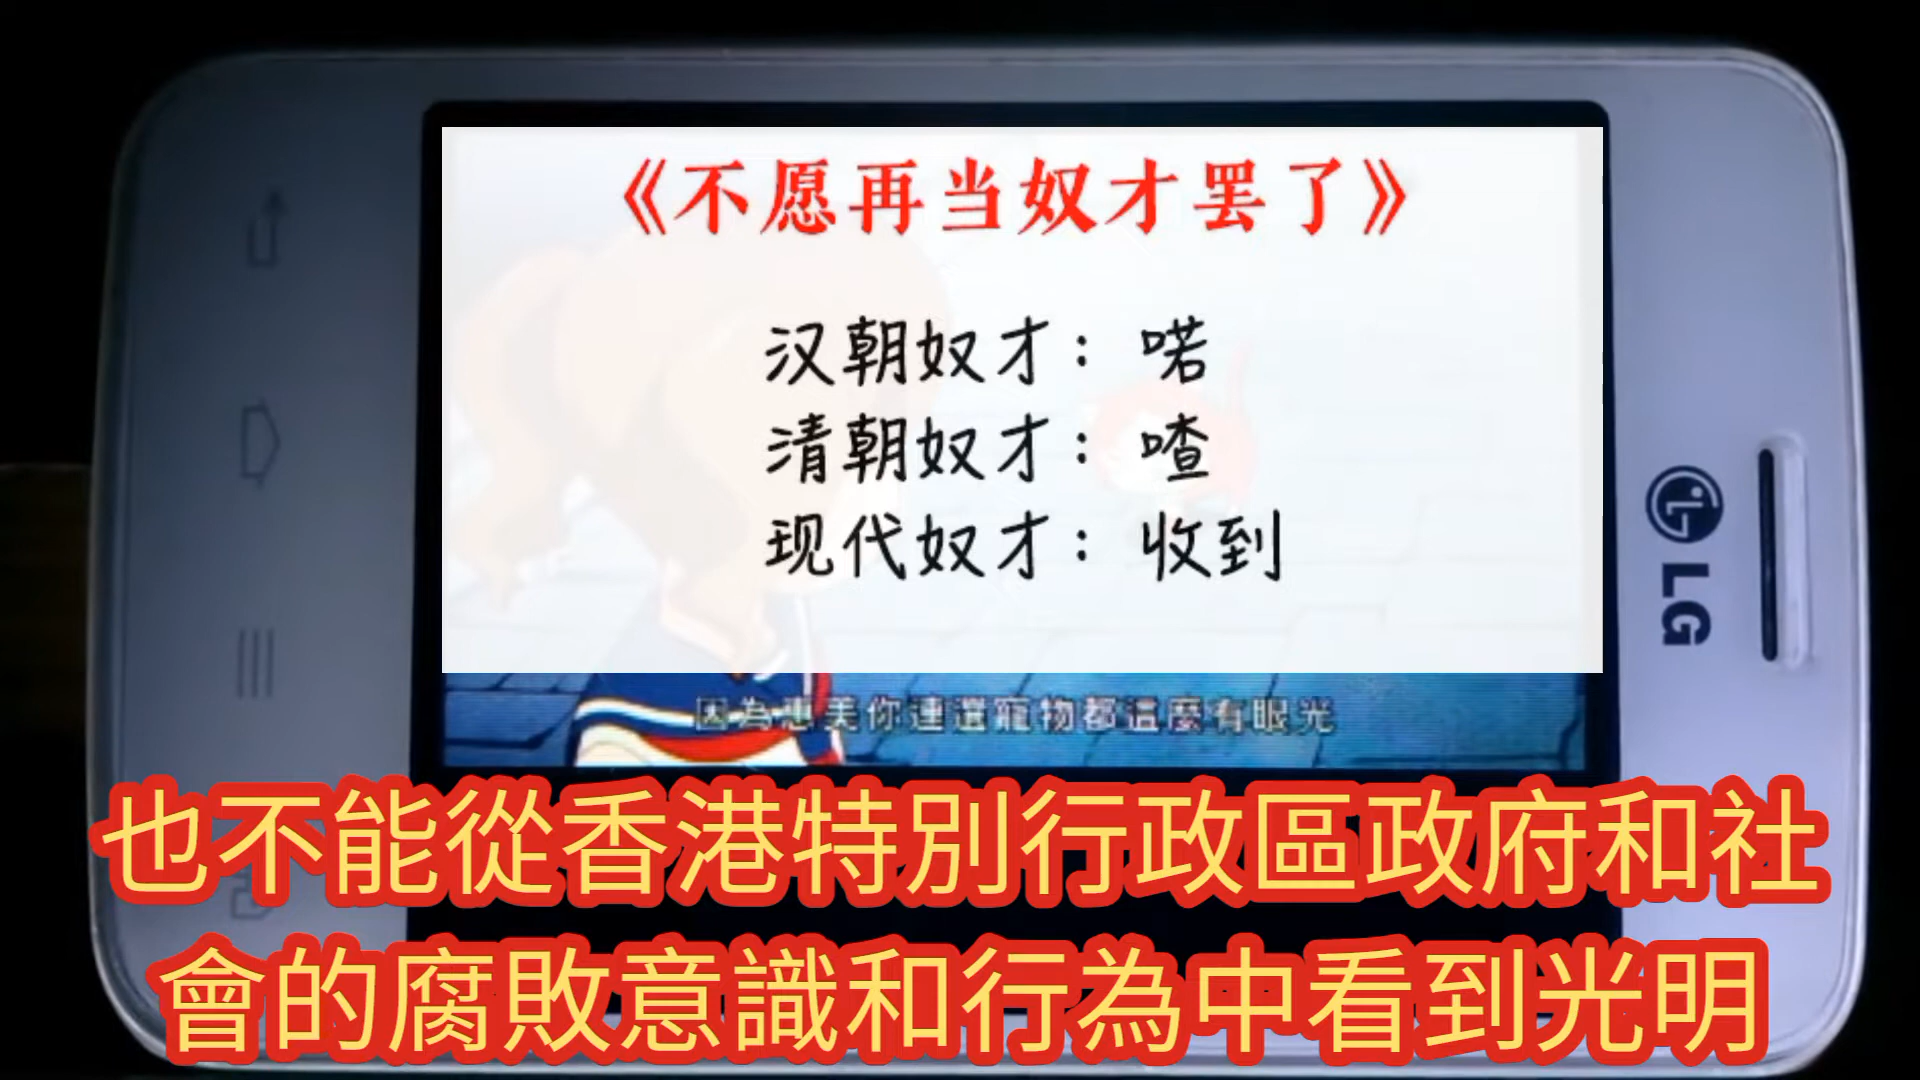 《不愿再当奴才罢了》
汉朝奴才：喏
清朝奴才：喳
现代奴才：收到
LG
因為惠美你連選寵物都這麼有眼光
也不能從香港特別行政區政府和社
會的腐敗意識和行為中看到光明